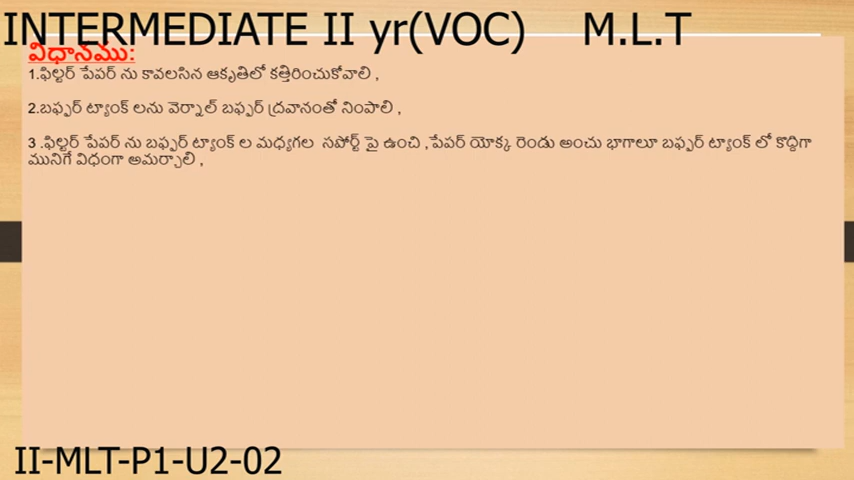 INTERMEDIATE II yr(VOC) M.L.T
విధానము:
1.ఫిల్టర్ పేపర్ ను కావలసిన ఆకృతిలో కత్తిరించుకోవాలి ,
2.బఫ్ఫర్ ట్యాంక్ లను వెర్నాల్ బఫ్ఫర్ ద్రవానంతో నింపాలి ,
3 .ఫిల్టర్ పేపర్ ను బఫ్ఫర్ ట్యాంక్ ల మధ్యగల సపోర్ట్ పై ఉంచి ,పేపర్ యోక్క రెండు అంచు భాగాలూ బఫ్ఫర్ ట్యాంక్ లో కొద్దిగా
మునిగే విధంగా అమర్చాలి ,
II-MLT-P1-U2-02